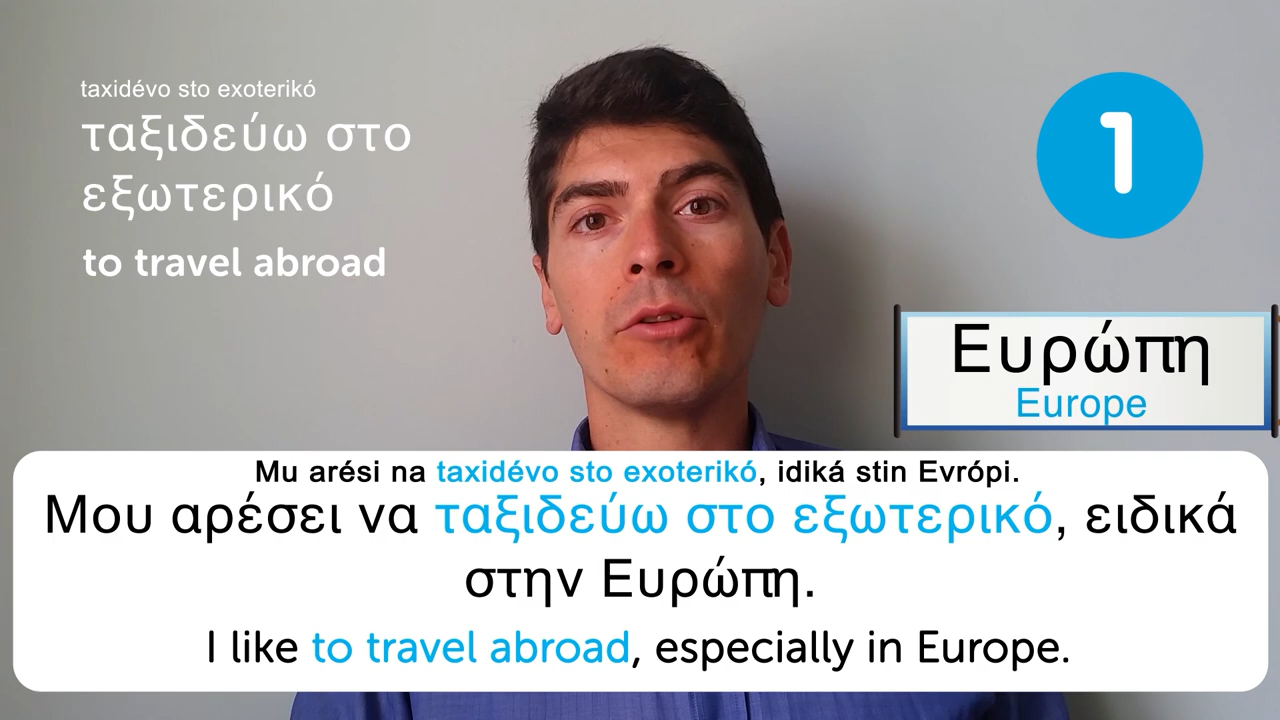 taxidévo sto exoterikó
ταξιδεύω στο
εξωτερικό
to travel abroad
1
Ευρώπη
Europe
Mu arési na taxidévo sto exoterikó, idiká stin Evrópi.
Μου αρέσει να ταξιδεύω στο εξωτερικό, ειδικά
στην Ευρώπη.
I like to travel abroad, especially in Europe.